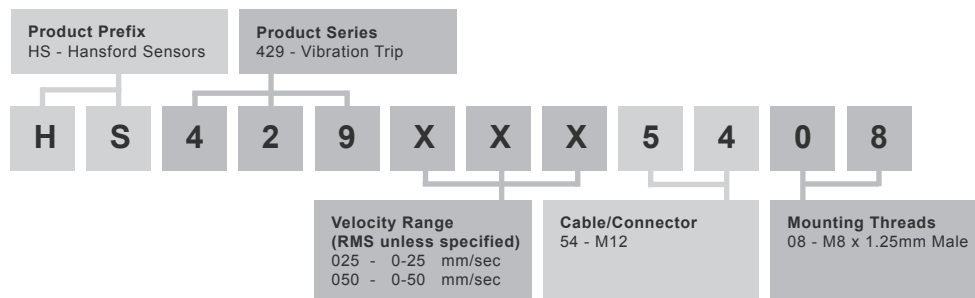 Product Prefix
HS - Hansford Sensors
Product Series
429 - Vibration Trip
H S 4 2 9 X X X 5 4 0 8
Velocity Range
(RMS unless specified)
025 - 0-25 mm/sec
050 - 0-50 mm/sec
Cable/Connector
54 - M12
Mounting Threads
08 - M8 x 1.25mm Male